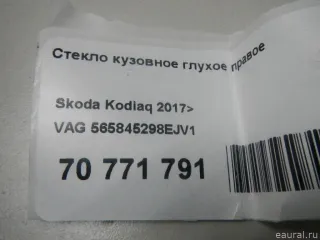 Стекло кузовное глухое правое
Skoda Kodiaq 2017>
VAG 565845298EJV1
70 771 791
eaural.ru